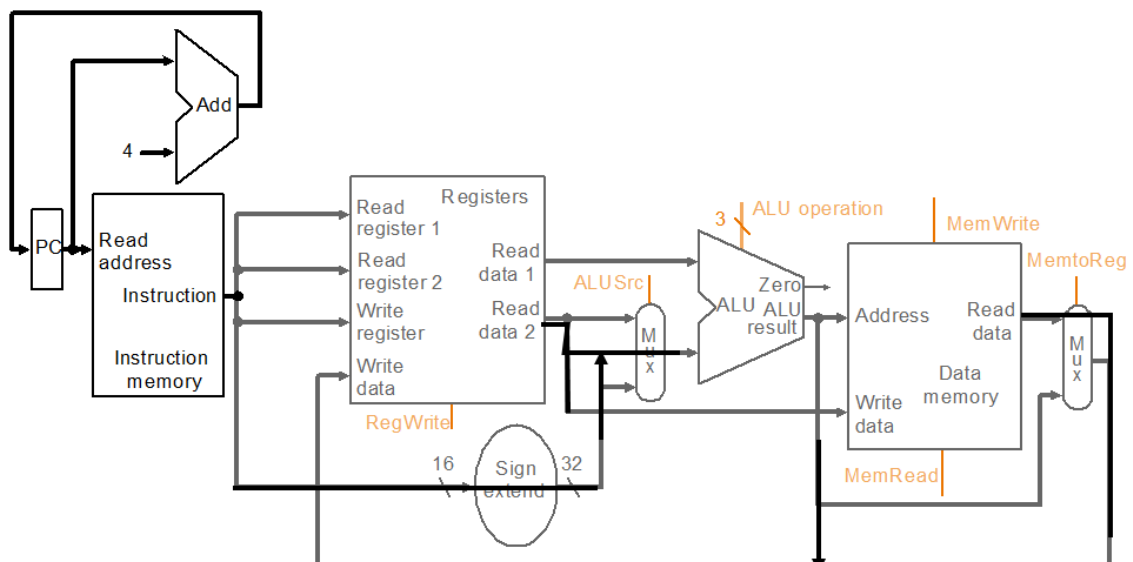 Add
4
PC
Read
address
Instruction
Instruction
memory
Registers
Read
register 1
Read
register 2
Write
register
Write
data
Read
data 1
Read
data 2
RegWrite
16
Sign
extend
32
ALUSrc
Mux
3
ALU operation
Zero
ALU
ALU
result
MemWrite
Address
Read
data
Data
memory
Write
data
MemRead
MemtoReg
Mux